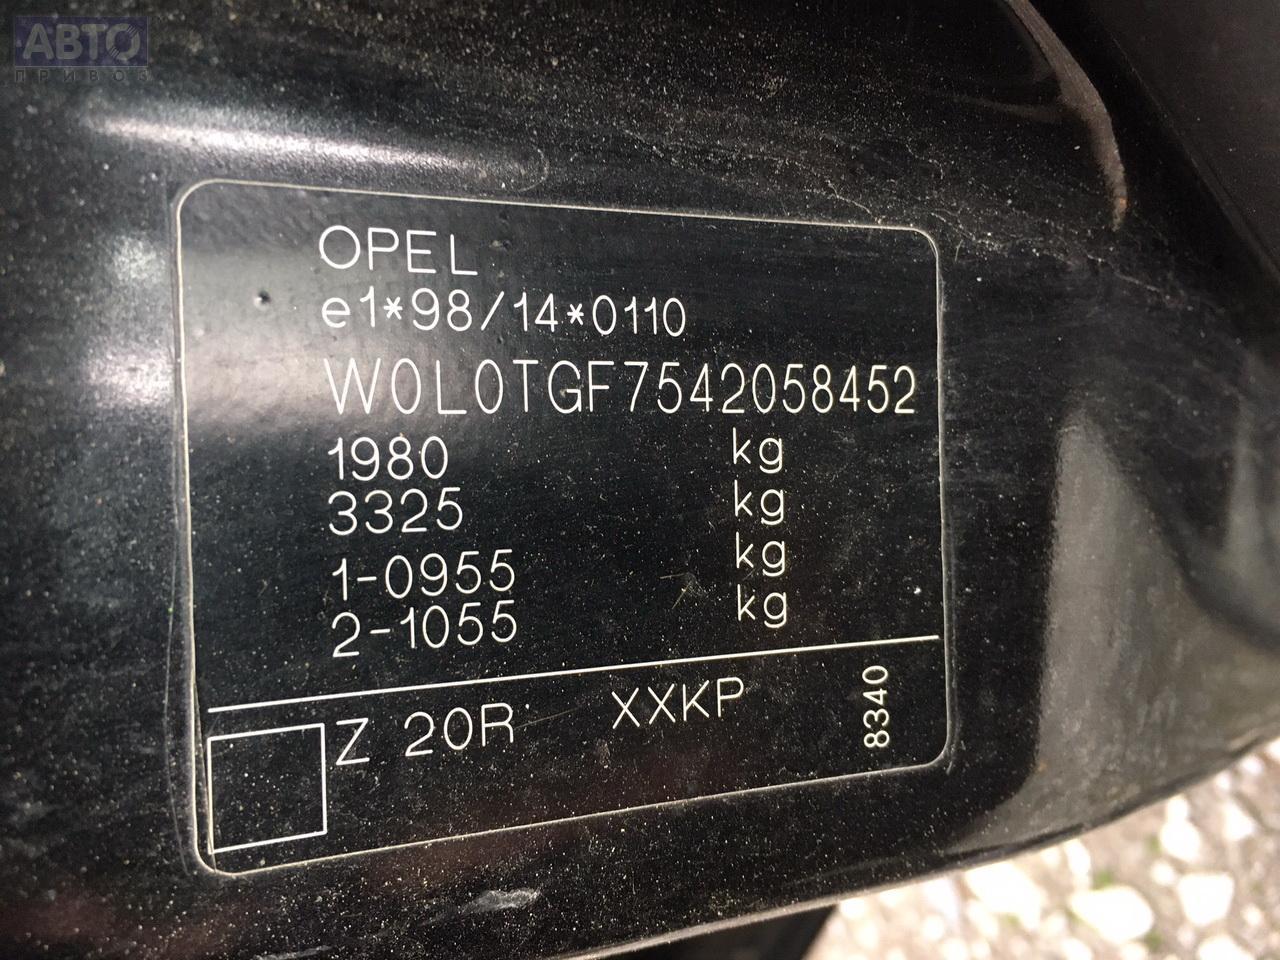 АВТО
ПРИВОЗ
OPEL
e1*98/14*0110
W0L0TGF7542058452
1980 kg
3325 kg
1-0955 kg
2-1055 kg
Z 20R XXKP
8340